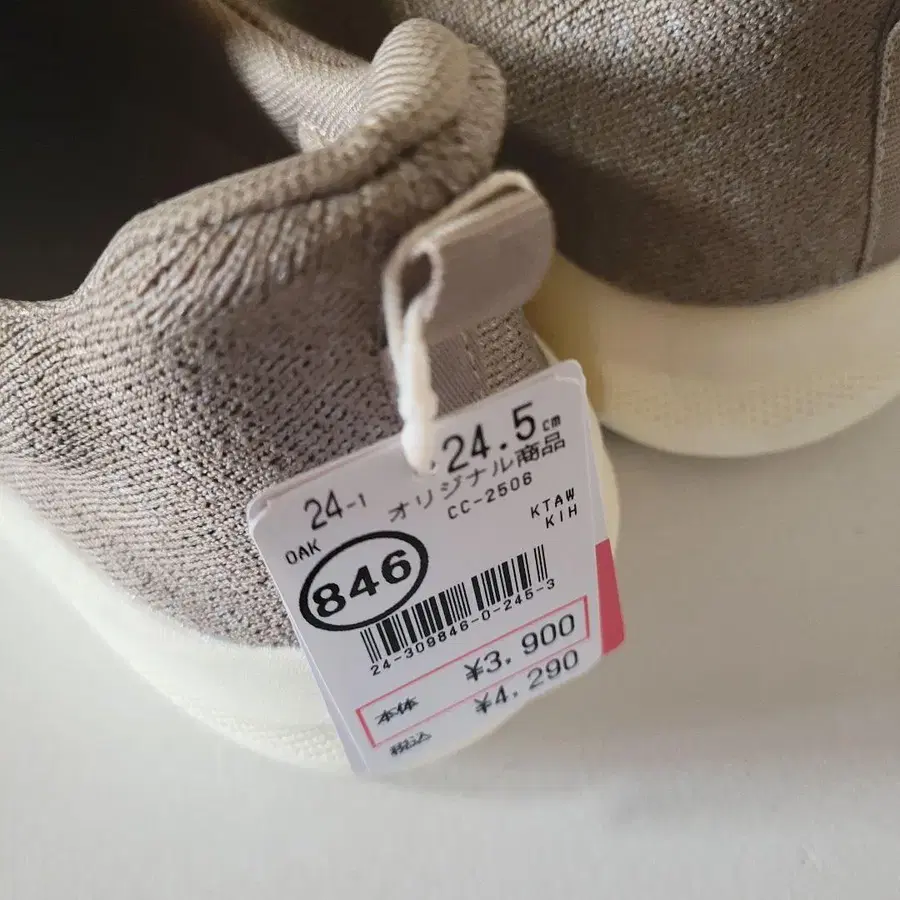 24.5cm
24-1 オリジナル商品
CC-2506
OAK
KTAW
KIH
846
24-309846-0-245-3
本体 ¥3,900
税込 ¥4,290